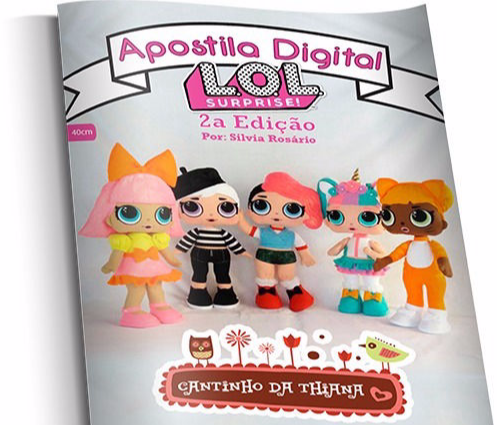 Apostila Digital
L.O.L.
SURPRISE!
2a Edição
Por: Silvia Rosário
40cm
CANTINHO DA THIANA